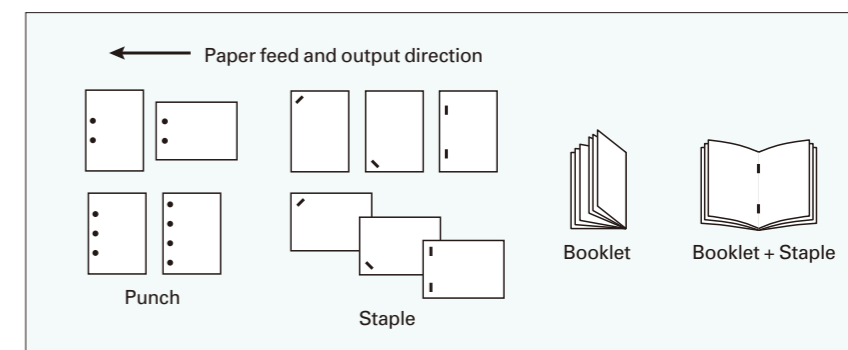 Paper feed and output direction
Punch
Staple
Booklet
Booklet + Staple